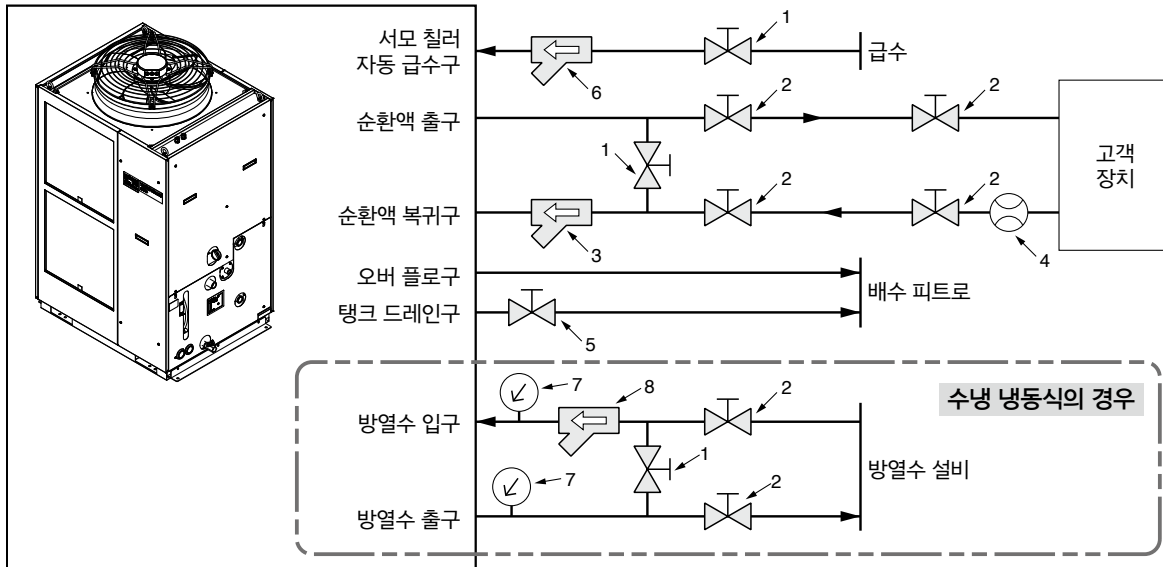 서모 칠러
자동 급수구
6
1
급수
순환액 출구
2
2
1
고객
장치
순환액 복귀구
3
2
2
4
오버 플로구
배수 피트로
탱크 드레인구
5
수냉 냉동식의 경우
7
8
2
방열수 입구
1
방열수 설비
7
2
방열수 출구